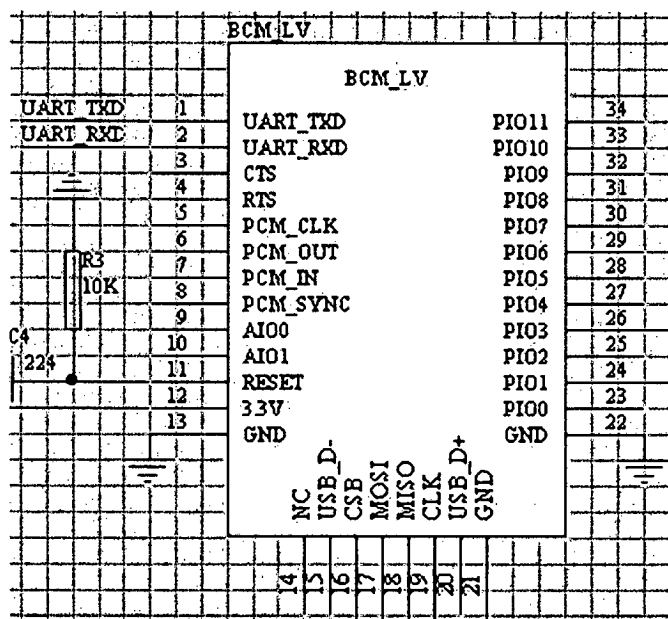 BCM_LV
BCM_LV
UART_TXD 1 UART_TXD PIO11 34
UART_RXD 2 UART_RXD PIO10 33
3 CTS PIO9 32
4 RTS PIO8 31
5 PCM_CLK PIO7 30
6 PCM_OUT PIO6 29
R3 7 PCM_IN PIO5 28
10K 8 PCM_SYNC PIO4 27
9 AIO0 PIO3 26
C4 10 AIO1 PIO2 25
224 11 RESET PIO1 24
12 3.3V PIO0 23
13 GND GND 22
NC USB_D- CSB MOSI MISO CLK USB_D+ GND
14 15 16 17 18 19 20 21